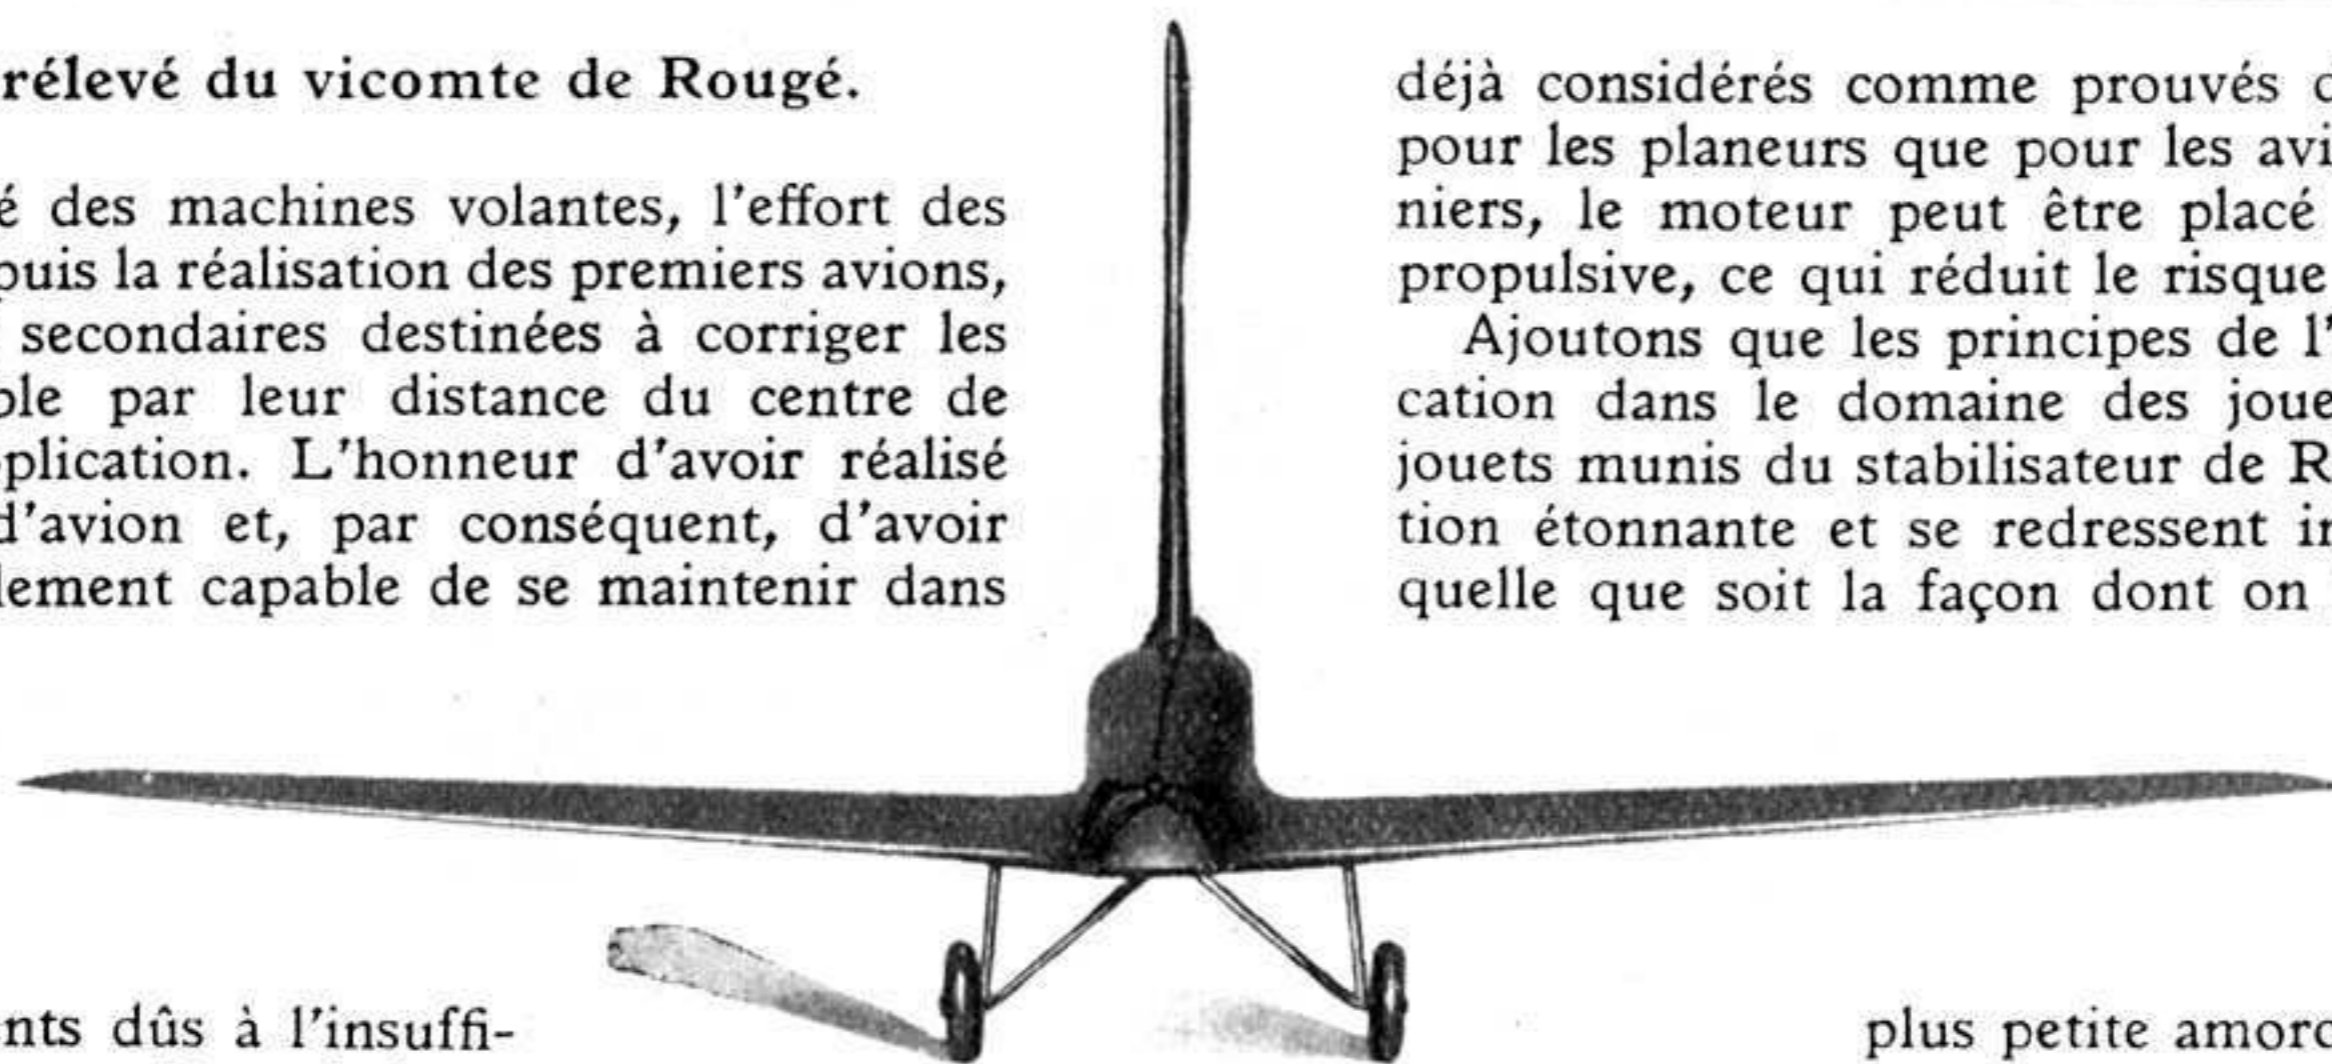 rélevé du vicomte de Rougé.
é des machines volantes, l'effort des
puis la réalisation des premiers avions,
secondaires destinées à corriger les
ble par leur distance du centre de
plication. L'honneur d'avoir réalisé
d'avion et, par conséquent, d'avoir
lement capable de se maintenir dans
nts dûs à l'insuffi-
déjà considérés comme prouvés d
pour les planeurs que pour les avi
niers, le moteur peut être placé
propulsive, ce qui réduit le risque
Ajoutons que les principes de l'
cation dans le domaine des joue
jouets munis du stabilisateur de R
tion étonnante et se redressent in
quelle que soit la façon dont on
plus petite amorc